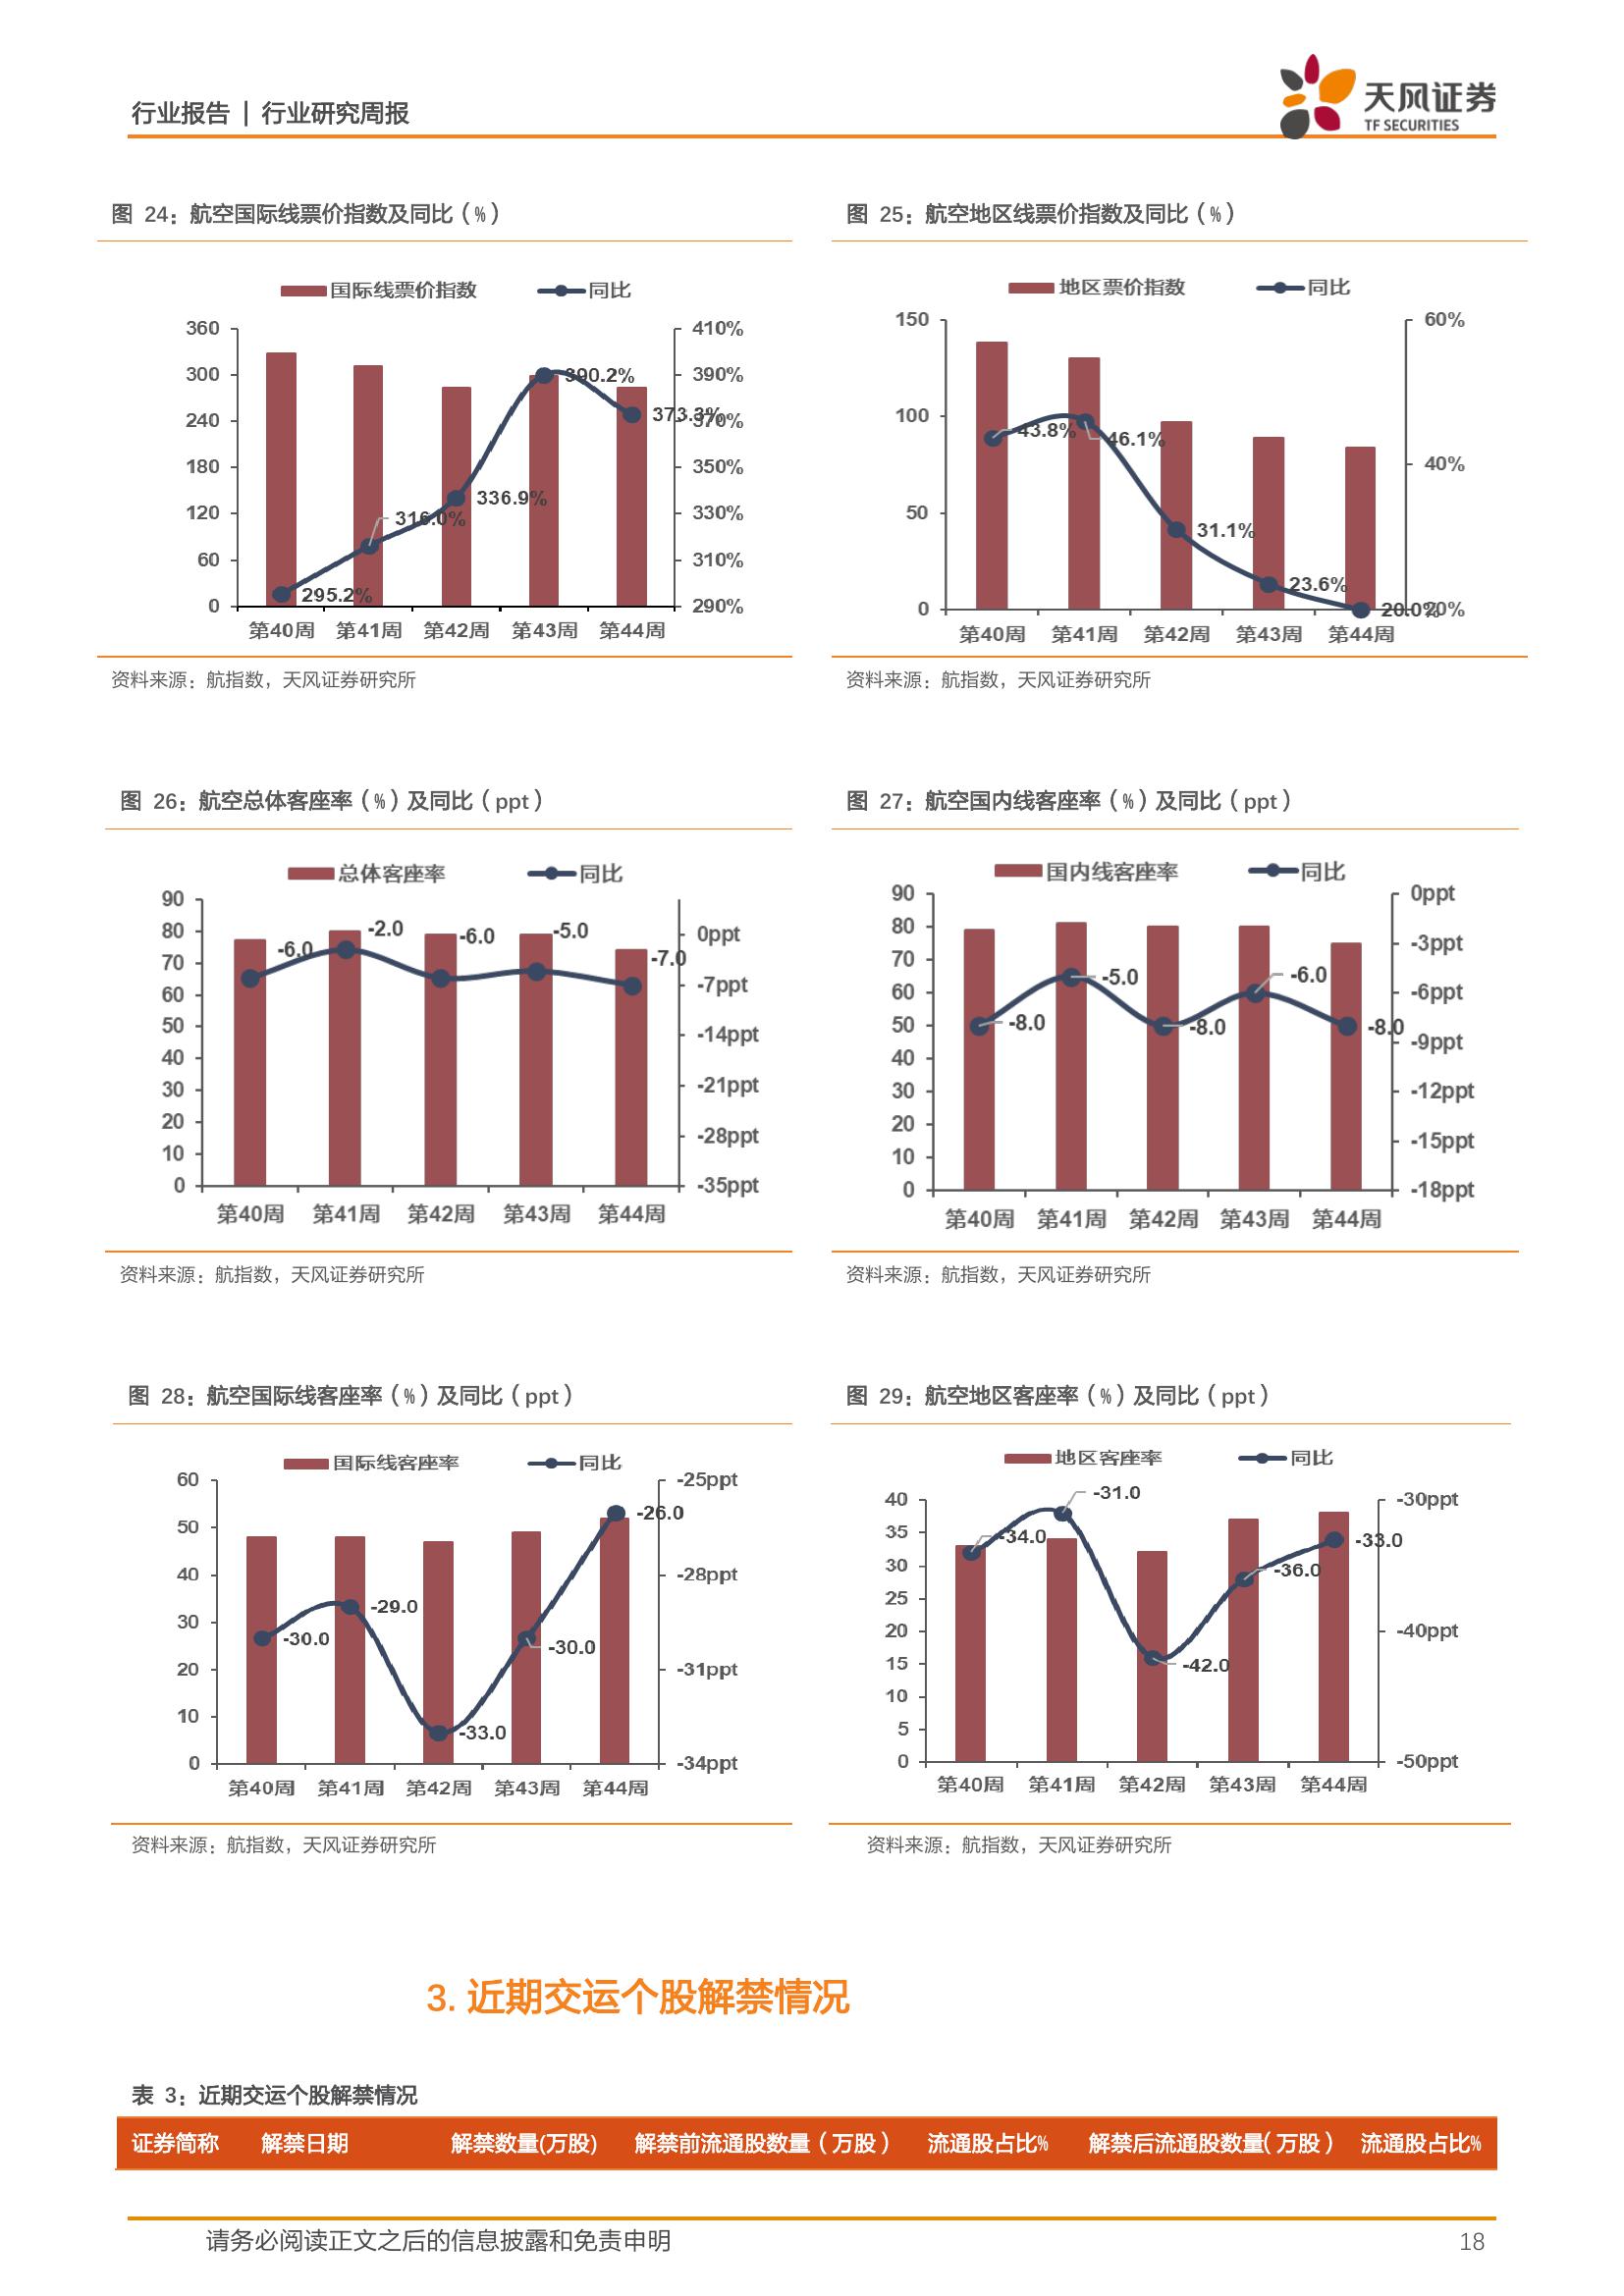 行业报告 | 行业研究周报
天风证券
TF SECURITIES
图 24：航空国际线票价指数及同比（%）
国际线票价指数 同比
360 410%
300 390.2% 390%
240 373.3% 370%
180 350%
336.9%
120 316.0% 330%
60 310%
295.2%
0 290%
第40周 第41周 第42周 第43周 第44周
资料来源：航指数，天风证券研究所
图 25：航空地区线票价指数及同比（%）
地区票价指数 同比
150 60%
100
43.8% 46.1%
40%
50
31.1%
23.6%
0 20.0% 20%
第40周 第41周 第42周 第43周 第44周
资料来源：航指数，天风证券研究所
图 26：航空总体客座率（%）及同比（ppt）
总体客座率 同比
90
80 -2.0 -6.0 -5.0 0ppt
-6.0
70 -7.0
-7ppt
60
50 -14ppt
40
30 -21ppt
20 -28ppt
10
0 -35ppt
第40周 第41周 第42周 第43周 第44周
资料来源：航指数，天风证券研究所
图 27：航空国内线客座率（%）及同比（ppt）
国内线客座率 同比
90 0ppt
80 -3ppt
70
-5.0 -6.0
60 -6ppt
50 -8.0 -8.0 -8.0
-9ppt
40
30 -12ppt
20 -15ppt
10
0 -18ppt
第40周 第41周 第42周 第43周 第44周
资料来源：航指数，天风证券研究所
图 28：航空国际线客座率（%）及同比（ppt）
国际线客座率 同比
60 -25ppt
50 -26.0
40 -28ppt
30 -29.0
-30.0 -30.0
20 -31ppt
10 -33.0
0 -34ppt
第40周 第41周 第42周 第43周 第44周
资料来源：航指数，天风证券研究所
图 29：航空地区客座率（%）及同比（ppt）
地区客座率 同比
-31.0
40 -30ppt
35 -34.0 -33.0
30 -36.0
25
20 -40ppt
15 -42.0
10
5
0 -50ppt
第40周 第41周 第42周 第43周 第44周
资料来源：航指数，天风证券研究所
3. 近期交运个股解禁情况
表 3：近期交运个股解禁情况
证券简称 解禁日期 解禁数量(万股) 解禁前流通股数量（万股） 流通股占比% 解禁后流通股数量（万股） 流通股占比%
请务必阅读正文之后的信息披露和免责申明 18